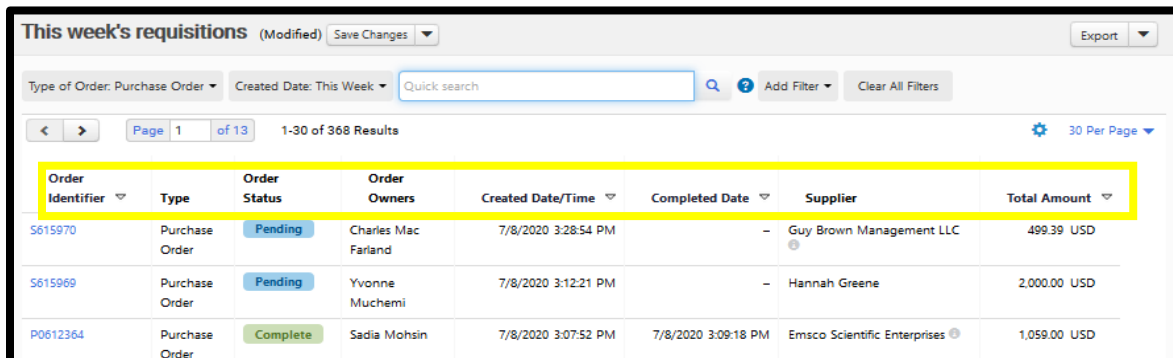 This week's requisitions (Modified) Save Changes Export
Type of Order: Purchase Order Created Date: This Week Quick search ? Add Filter Clear All Filters
< > Page 1 of 13 1-30 of 368 Results 30 Per Page
Order Order Order
Identifier Type Status Owners Created Date/Time Completed Date Supplier Total Amount
S615970 Purchase Pending Charles Mac 7/8/2020 3:28:54 PM – Guy Brown Management LLC 499.39 USD
Order Farland
S615969 Purchase Pending Yvonne 7/8/2020 3:12:21 PM – Hannah Greene 2,000.00 USD
Order Muchemi
P0612364 Purchase Complete Sadia Mohsin 7/8/2020 3:07:52 PM 7/8/2020 3:09:18 PM Emsco Scientific Enterprises 1,059.00 USD
Order